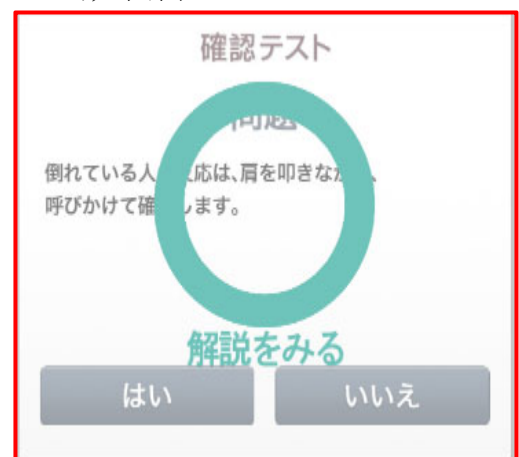 確認テスト
問題
倒れている人 反応は、肩を叩きなが、
呼びかけて確 します。
解説をみる
はい
いいえ